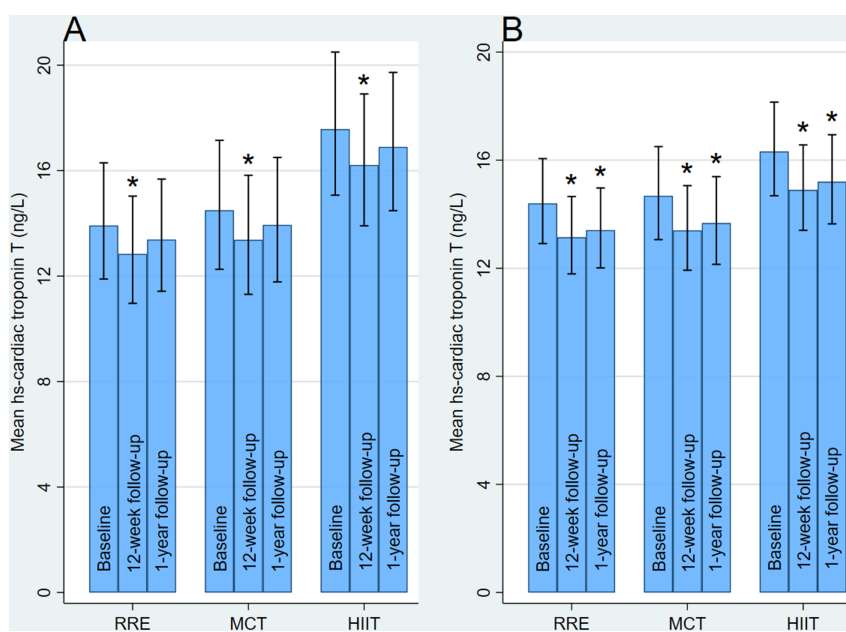 A
Mean hs-cardiac troponin T (ng/L)
20
16
12
8
4
0
*
*
*
Baseline
12-week follow-up
1-year follow-up
Baseline
12-week follow-up
1-year follow-up
Baseline
12-week follow-up
1-year follow-up
RRE MCT HIIT
B
Mean hs-cardiac troponin T (ng/L)
20
16
12
8
4
0
* *
* *
* *
Baseline
12-week follow-up
1-year follow-up
Baseline
12-week follow-up
1-year follow-up
Baseline
12-week follow-up
1-year follow-up
RRE MCT HIIT